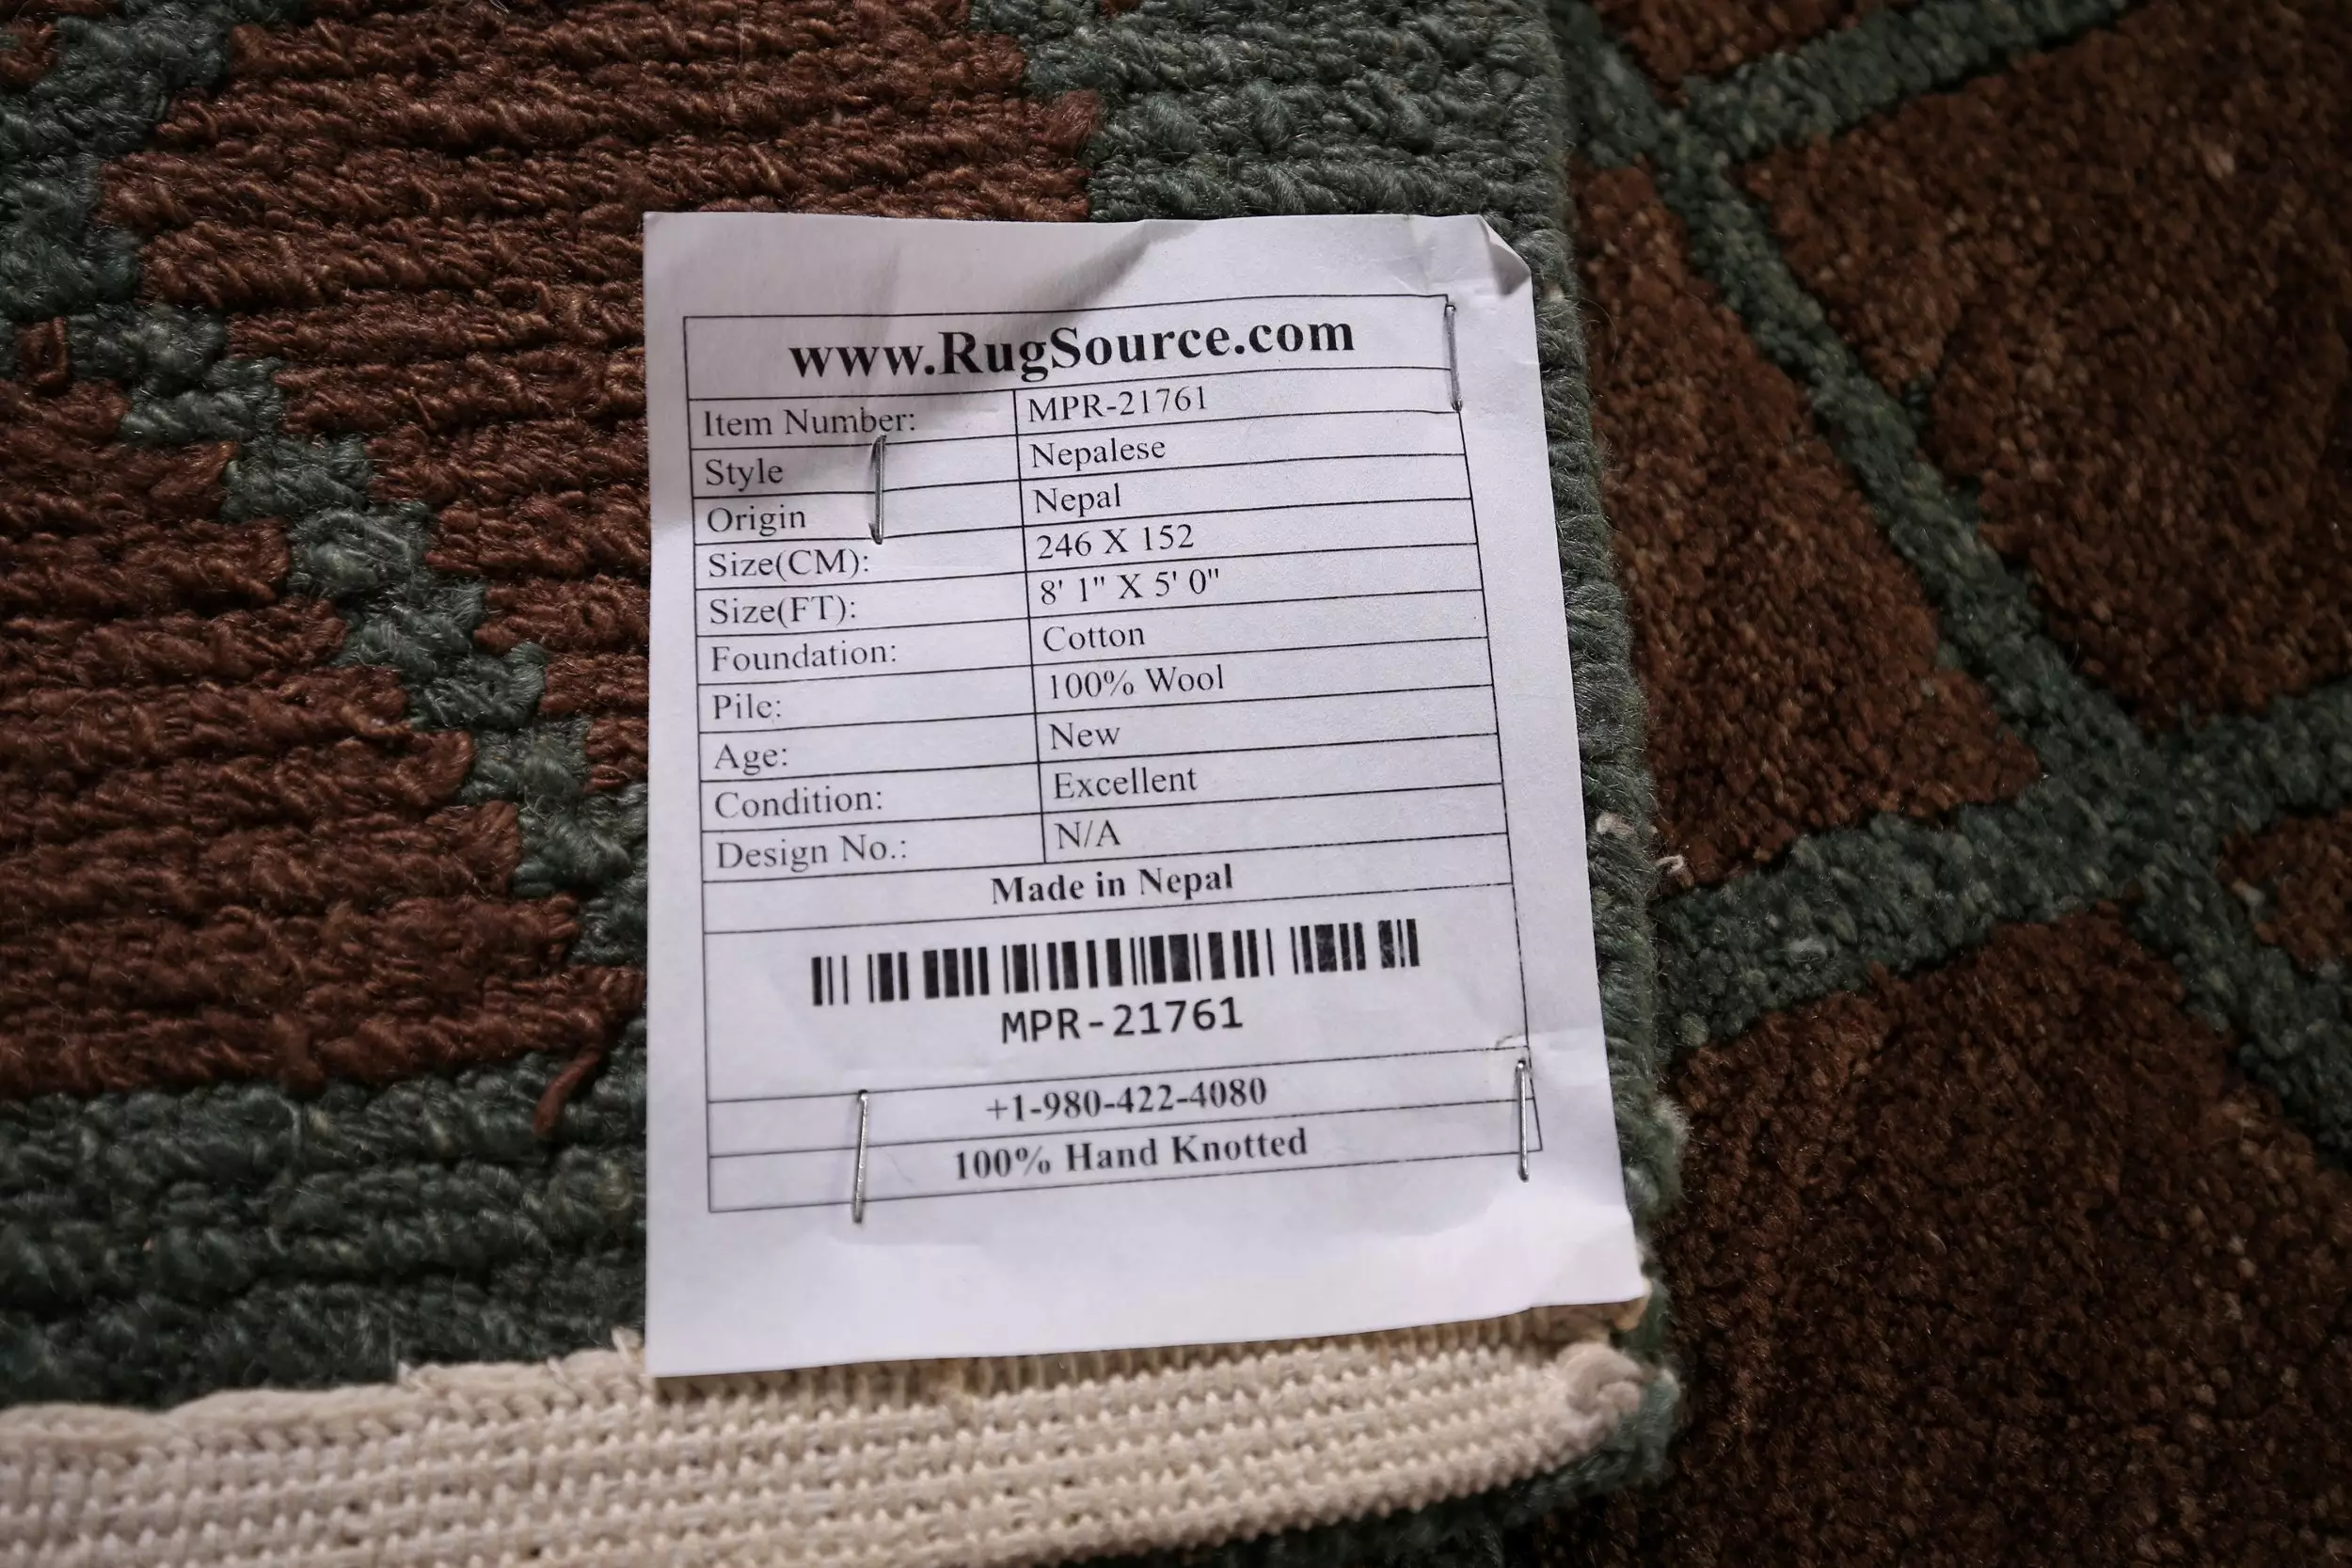 www.RugSource.com
Item Number: MPR-21761
Style Nepalese
Origin Nepal
Size(CM): 246 X 152
Size(FT): 8' 1" X 5' 0"
Foundation: Cotton
Pile: 100% Wool
Age: New
Condition: Excellent
Design No.: N/A
Made in Nepal
MPR-21761
+1-980-422-4080
100% Hand Knotted